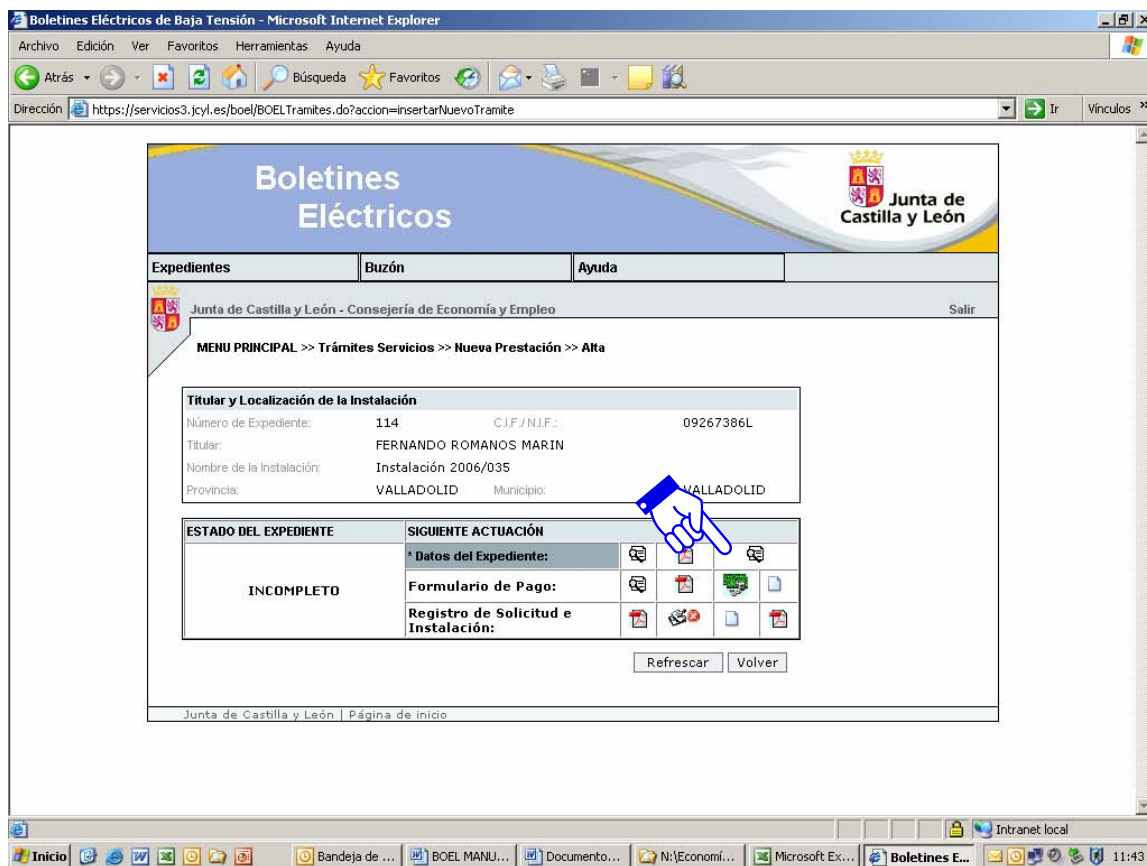 Boletines Eléctricos de Baja Tensión - Microsoft Internet Explorer
Archivo Edición Ver Favoritos Herramientas Ayuda
Atrás Búsqueda Favoritos
Dirección https://servicios3.jcyl.es/boel/BOELTramites.do?accion=insertarNuevoTramite Ir Vínculos »
Boletines
Eléctricos
Junta de
Castilla y León
Expedientes Buzón Ayuda
Junta de Castilla y León - Consejería de Economía y Empleo Salir
MENU PRINCIPAL >> Trámites Servicios >> Nueva Prestación >> Alta
Titular y Localización de la Instalación
Número de Expediente: 114 C.I.F./N.I.F.: 09267386L
Titular: FERNANDO ROMANOS MARIN
Nombre de la Instalación: Instalación 2006/035
Provincia: VALLADOLID Municipio: VALLADOLID
ESTADO DEL EXPEDIENTE SIGUIENTE ACTUACIÓN
* Datos del Expediente:
INCOMPLETO Formulario de Pago:
Registro de Solicitud e
Instalación:
Refrescar Volver
Junta de Castilla y León | Página de inicio
Intranet local
Inicio Bandeja de ... BOEL MANU... Documento... N:\Economí... Microsoft Ex... Boletines E... 11:43